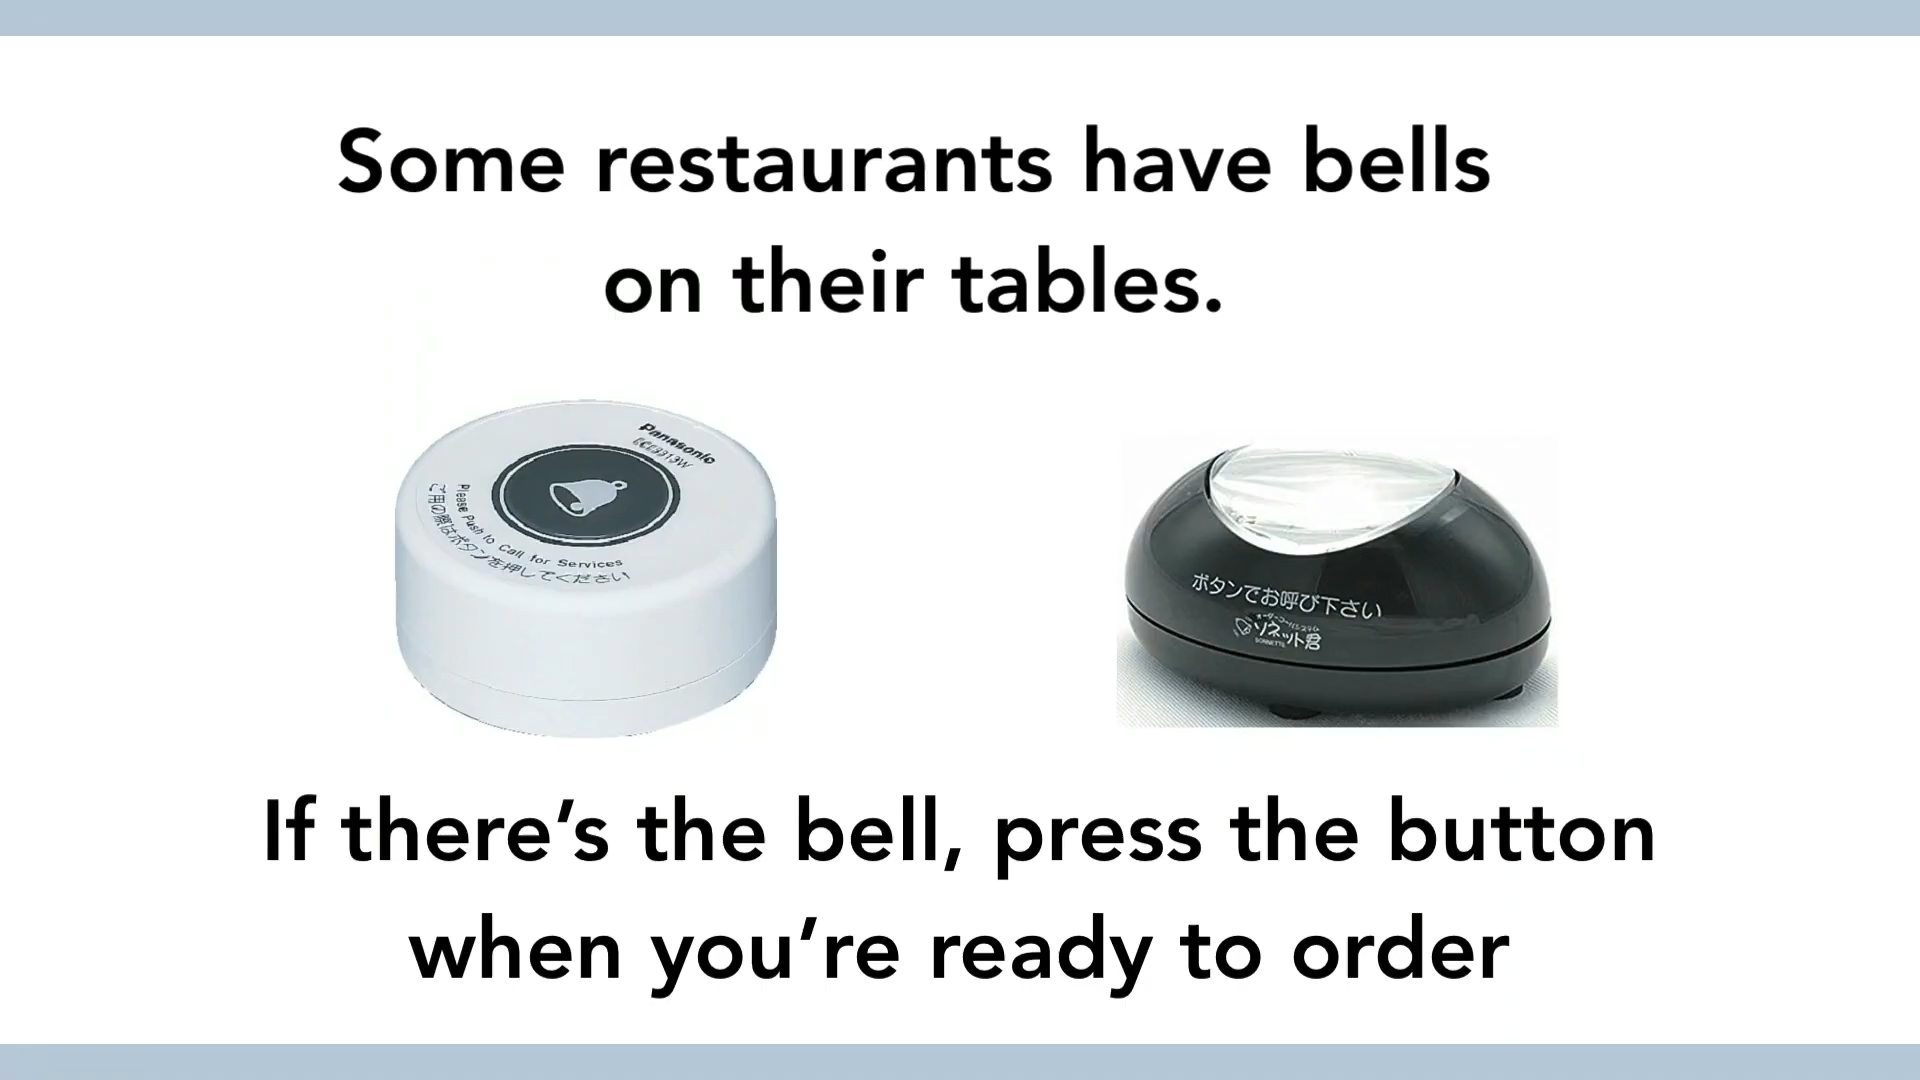 Some restaurants have bells
on their tables.
Panasonic
Please Push to Call for Services
ご用の際はボタンを押してください
ボタンでお呼び下さい
ソネット君
SONNETTE
If there’s the bell, press the button
when you’re ready to order